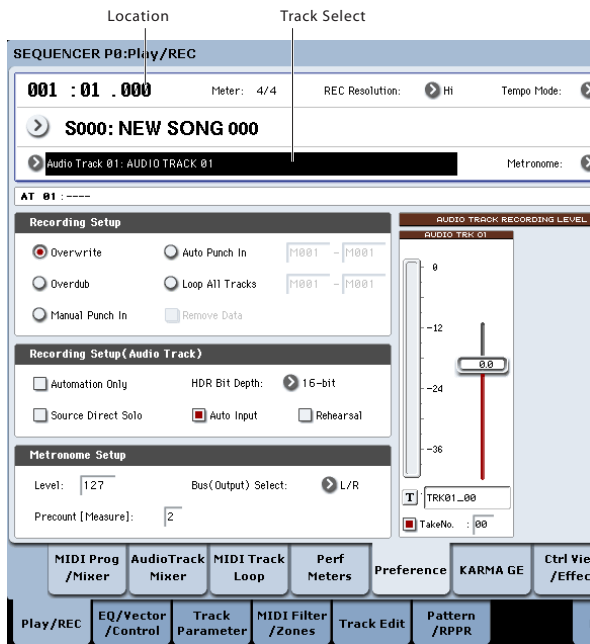 Location Track Select
SEQUENCER P0:Play/REC
001 :01 .000 Meter: 4/4 REC Resolution: Hi Tempo Mode:
S000: NEW SONG 000
Audio Track 01: AUDIO TRACK 01 Metronome:
AT 01 :----
Recording Setup
Overwrite Auto Punch In M001 - M001
Overdub Loop All Tracks M001 - M001
Manual Punch In Remove Data
Recording Setup(Audio Track)
Automation Only HDR Bit Depth: 16-bit
Source Direct Solo Auto Input Rehearsal
Metronome Setup
Level: 127 Bus(Output) Select: L/R
Precount [Measure]: 2
AUDIO TRACK RECORDING LEVEL
AUDIO TRK 01
0
-12
0.0
-24
-36
T TRK01_00
TakeNo. : 00
MIDI Prog /Mixer AudioTrack Mixer MIDI Track Loop Perf Meters Preference KARMA GE Ctrl Vie /Effec
Play/REC EQ/Vector /Control Track Parameter MIDI Filter /Zones Track Edit Pattern /RPPR